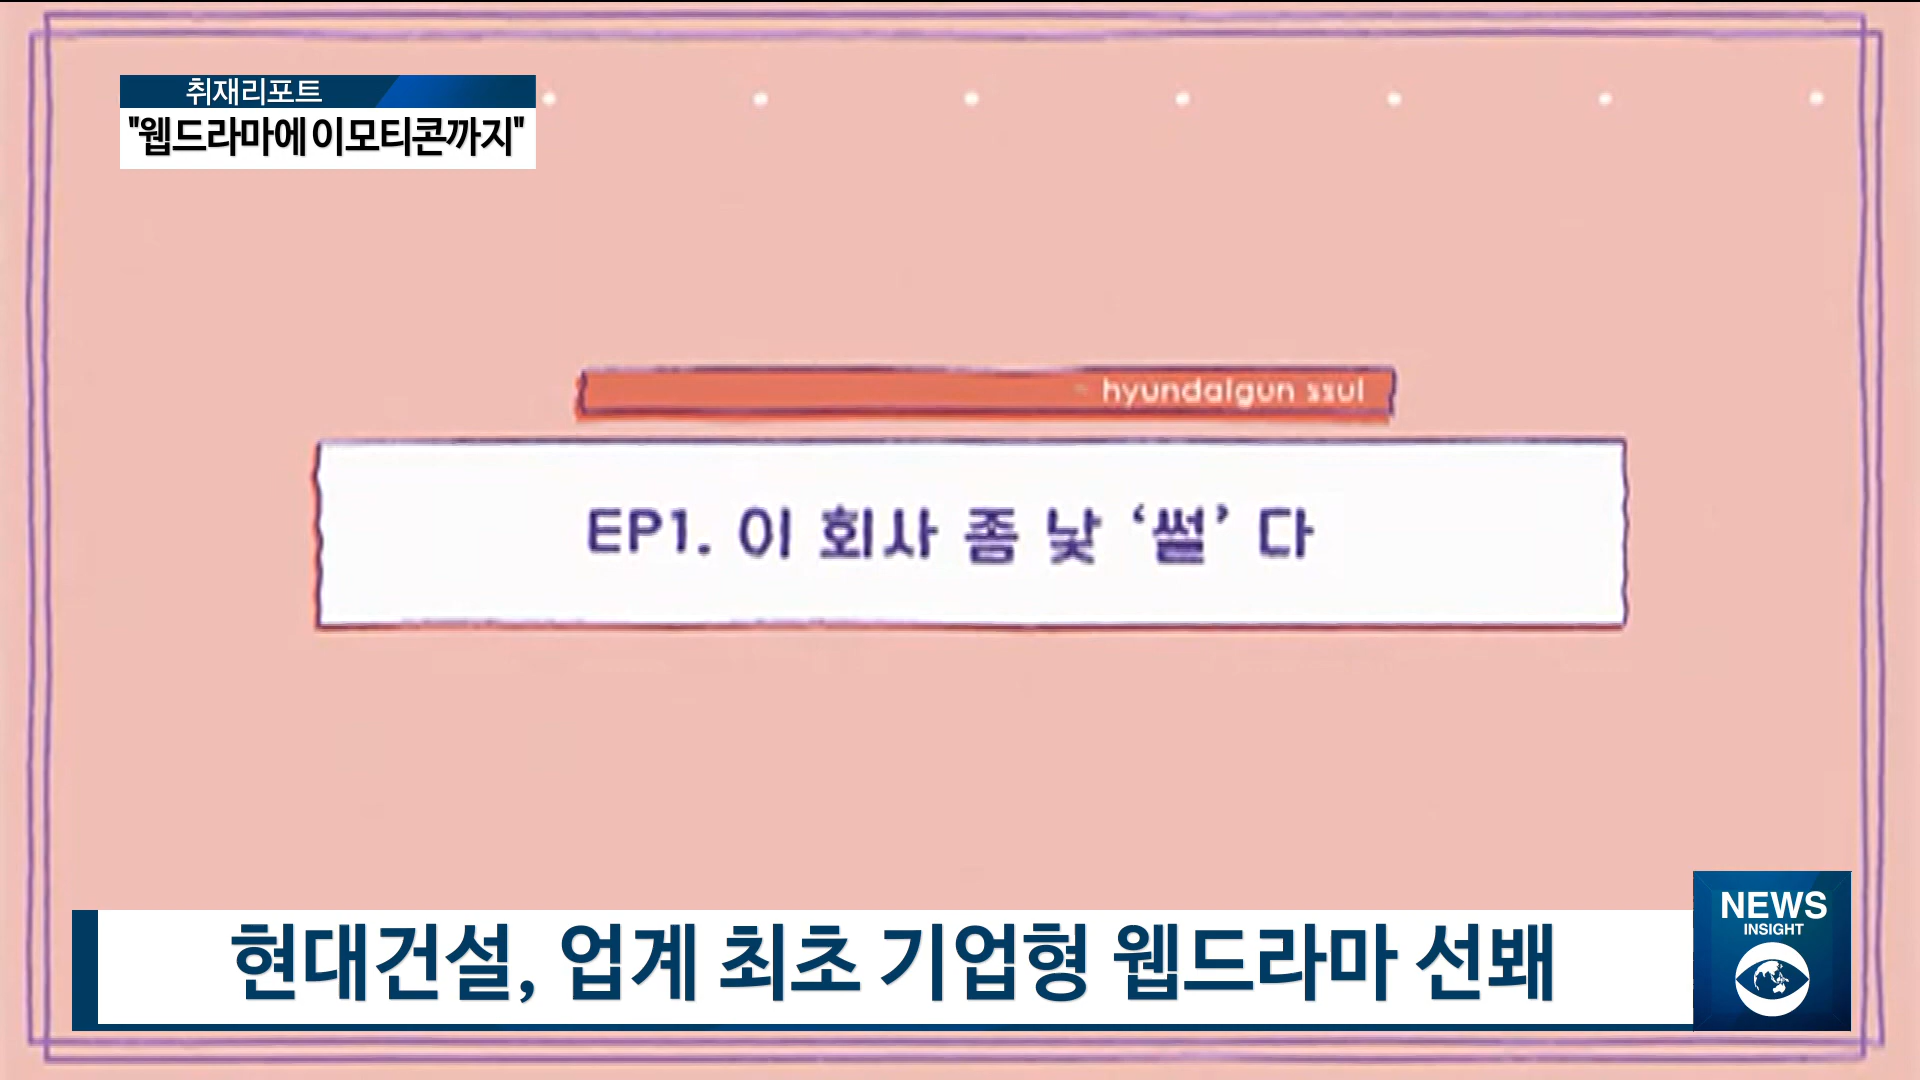 취재리포트
"웹드라마에 이모티콘까지"
hyundaigun ssul
EP1. 이 회사 좀 낯 ‘썰’ 다
현대건설, 업계 최초 기업형 웹드라마 선봬
NEWS
INSIGHT